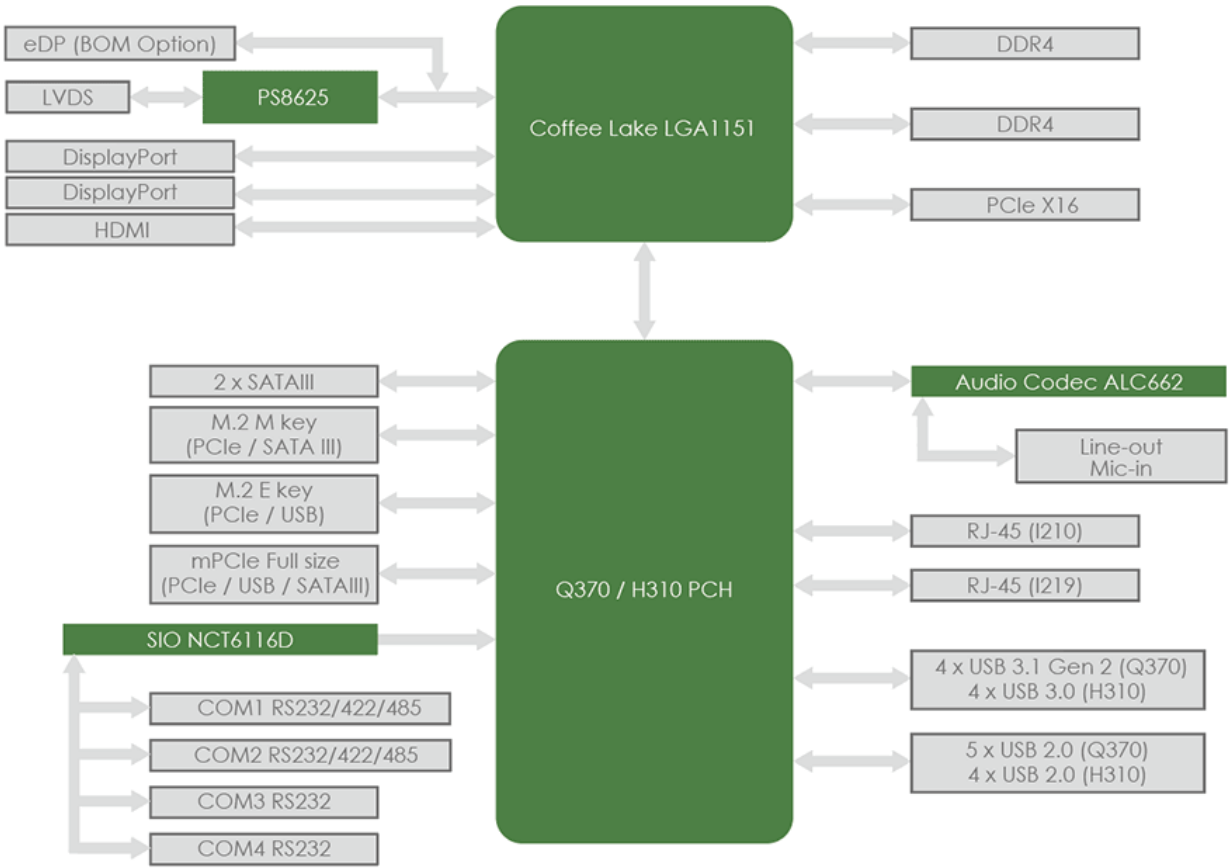 eDP (BOM Option)
LVDS
PS8625
DisplayPort
DisplayPort
HDMI
Coffee Lake LGA1151
DDR4
DDR4
PCIe X16
2 x SATAIII
M.2 M key
(PCIe / SATA III)
M.2 E key
(PCIe / USB)
mPCIe Full size
(PCIe / USB / SATAIII)
SIO NCT6116D
COM1 RS232/422/485
COM2 RS232/422/485
COM3 RS232
COM4 RS232
Q370 / H310 PCH
Audio Codec ALC662
Line-out
Mic-in
RJ-45 (I210)
RJ-45 (I219)
4 x USB 3.1 Gen 2 (Q370)
4 x USB 3.0 (H310)
5 x USB 2.0 (Q370)
4 x USB 2.0 (H310)